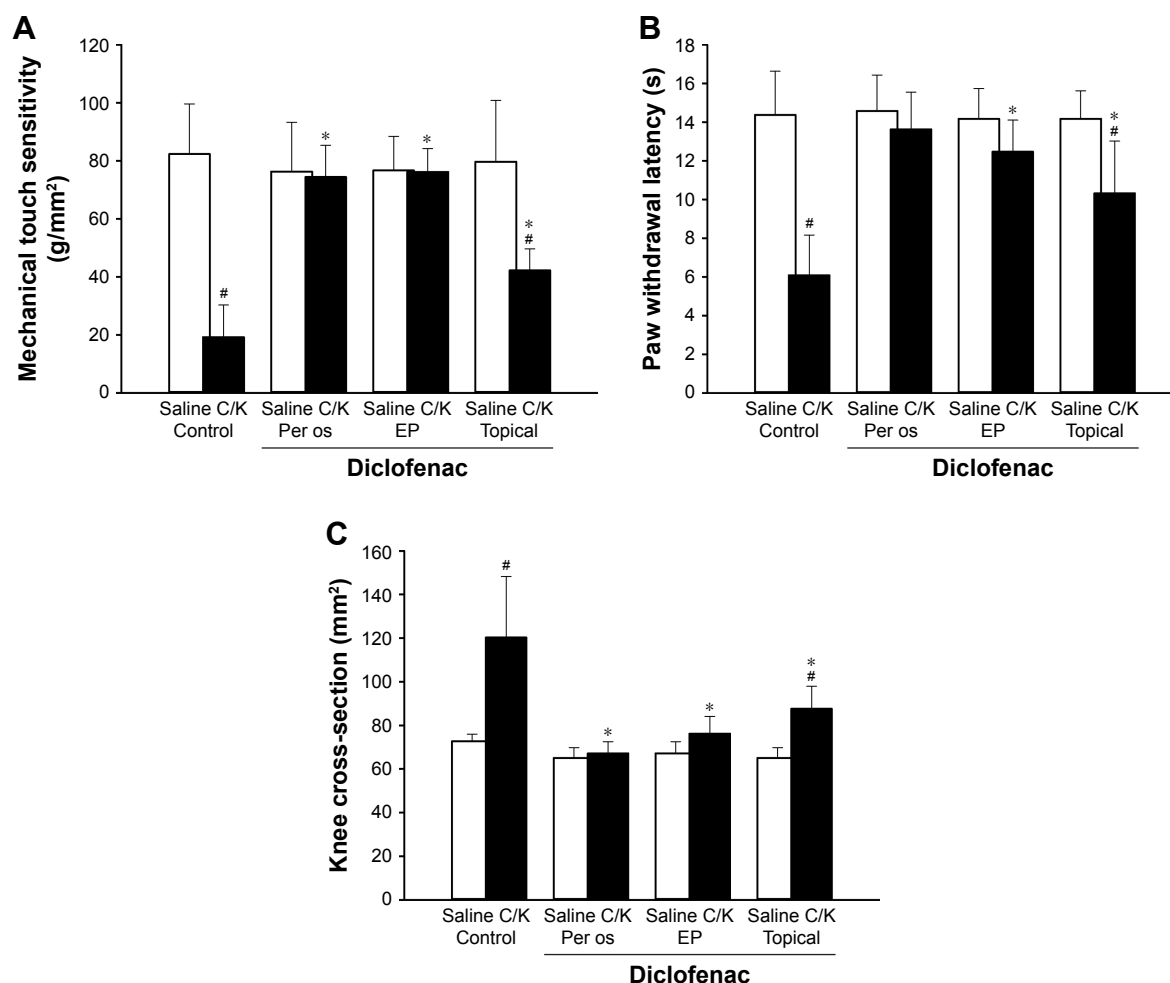 A
Mechanical touch sensitivity
(g/mm²)
120
100
80
60
40
20
0
#
*
*
*
#
Saline C/K Saline C/K Saline C/K Saline C/K
Control Per os EP Topical
Diclofenac
B
Paw withdrawal latency (s)
18
16
14
12
10
8
6
4
2
0
#
*
*
#
Saline C/K Saline C/K Saline C/K Saline C/K
Control Per os EP Topical
Diclofenac
C
Knee cross-section (mm²)
160
140
120
100
80
60
40
20
0
#
*
*
*
#
Saline C/K Saline C/K Saline C/K Saline C/K
Control Per os EP Topical
Diclofenac